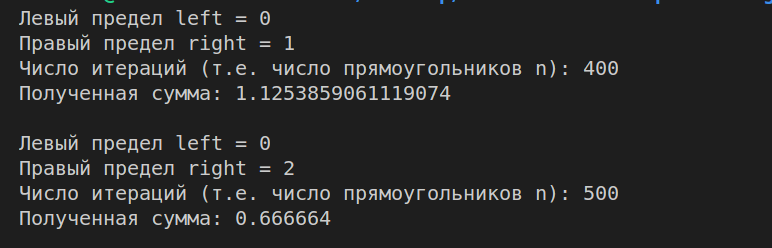 Левый предел left = 0
Правый предел right = 1
Число итераций (т.е. число прямоугольников n): 400
Полученная сумма: 1.1253859061119074
Левый предел left = 0
Правый предел right = 2
Число итераций (т.е. число прямоугольников n): 500
Полученная сумма: 0.666664